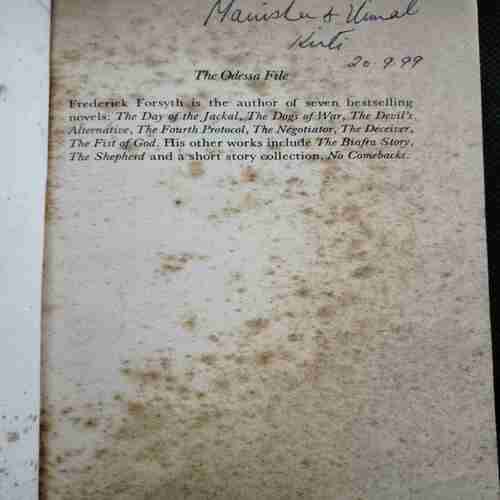 Manisha & Vimal
Kirti
20.9.99
The Odessa File
Frederick Forsyth is the author of seven bestselling
novels: The Day of the Jackal, The Dogs of War, The Devil's
Alternative, The Fourth Protocol, The Negotiator, The Deceiver,
The Fist of God. His other works include The Biafra Story,
The Shepherd and a short story collection, No Comebacks.